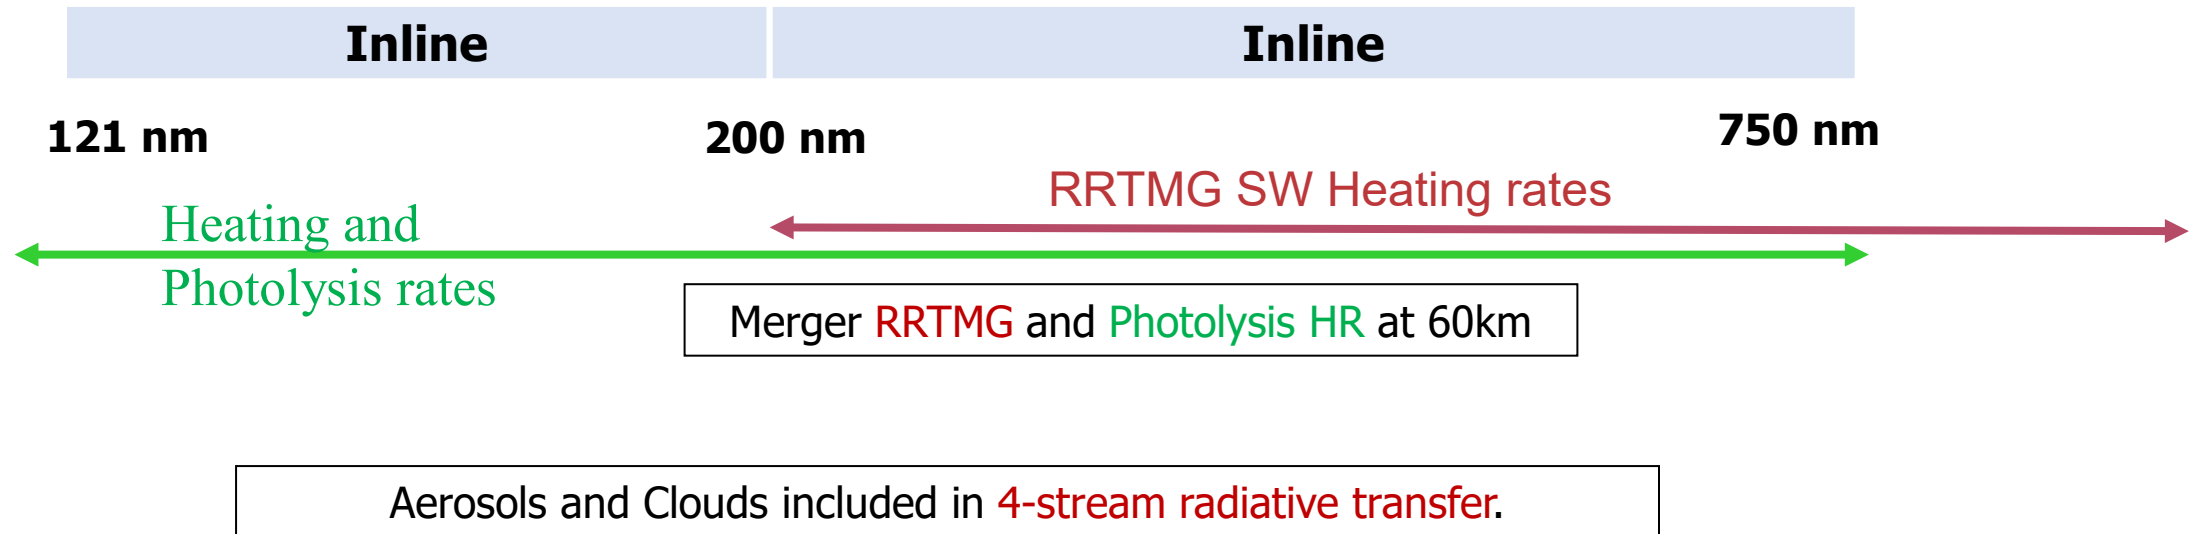 Inline
Inline
121 nm
200 nm
750 nm
RRTMG SW Heating rates
Heating and
Photolysis rates
Merger RRTMG and Photolysis HR at 60km
Aerosols and Clouds included in 4-stream radiative transfer.